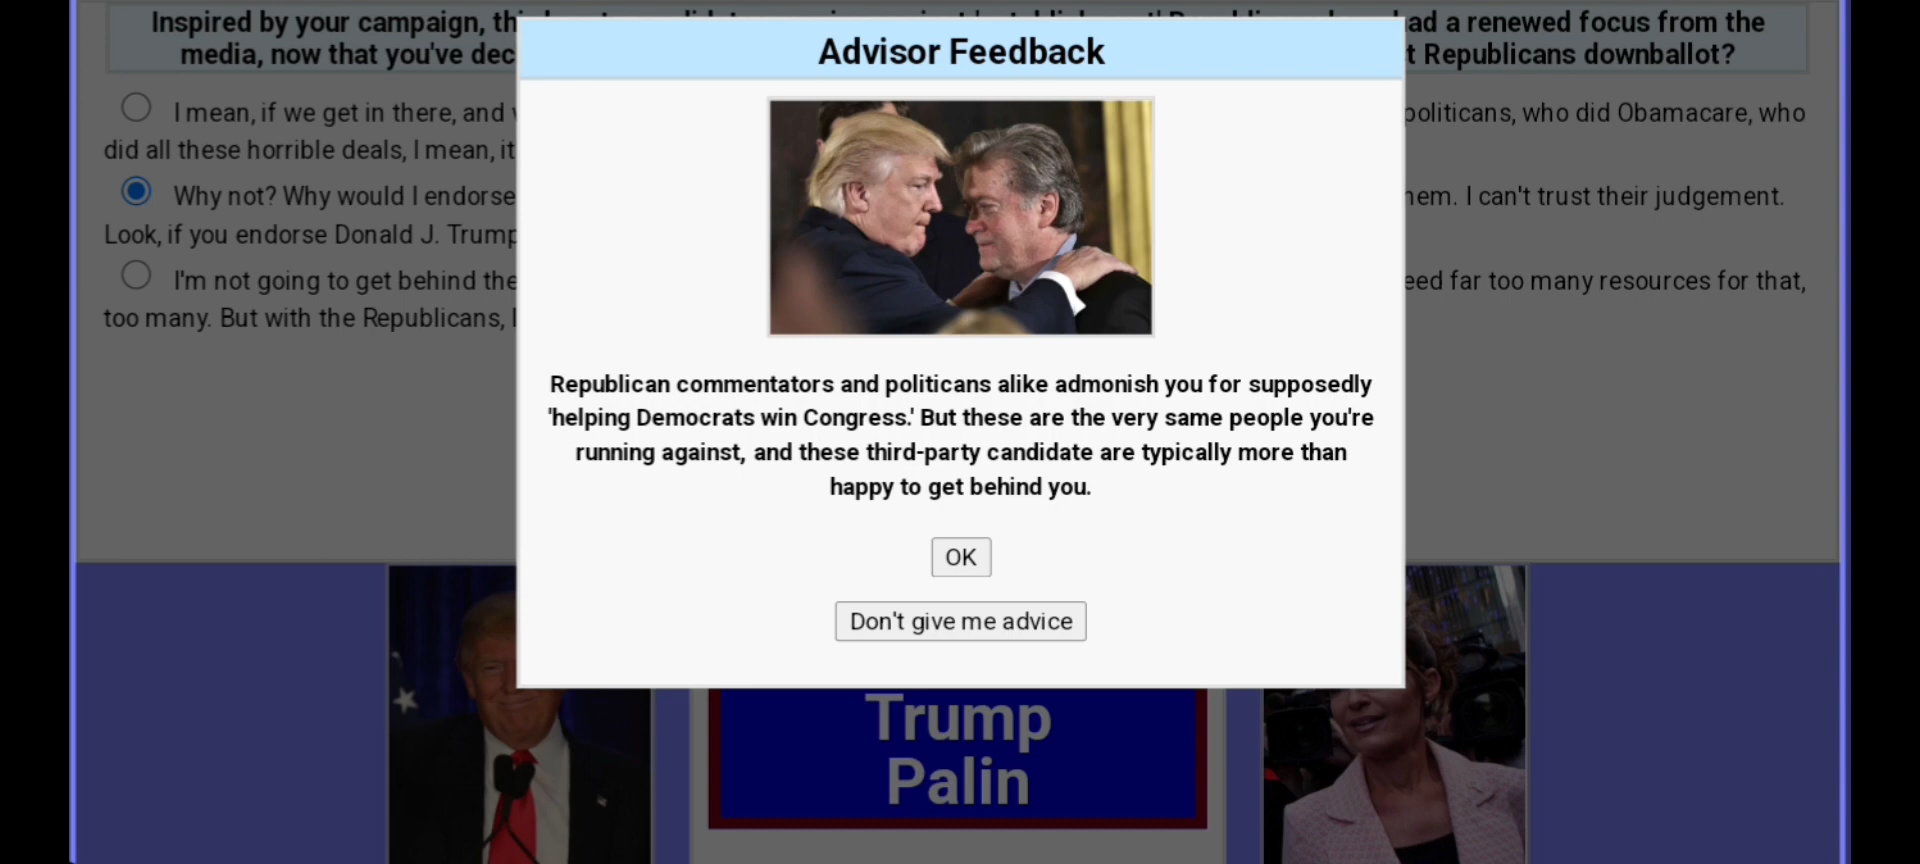 Inspired by your campaign, thi ad a renewed focus from the
media, now that you've dec t Republicans downballot?
Advisor Feedback
I mean, if we get in there, and politicians, who did Obamacare, who
did all these horrible deals, I mean, it
Why not? Why would I endorse hem. I can't trust their judgement.
Look, if you endorse Donald J. Trump
I'm not going to get behind the eed far too many resources for that,
too many. But with the Republicans, I
Republican commentators and politicans alike admonish you for supposedly
'helping Democrats win Congress.' But these are the very same people you're
running against, and these third-party candidate are typically more than
happy to get behind you.
OK
Don't give me advice
Trump
Palin